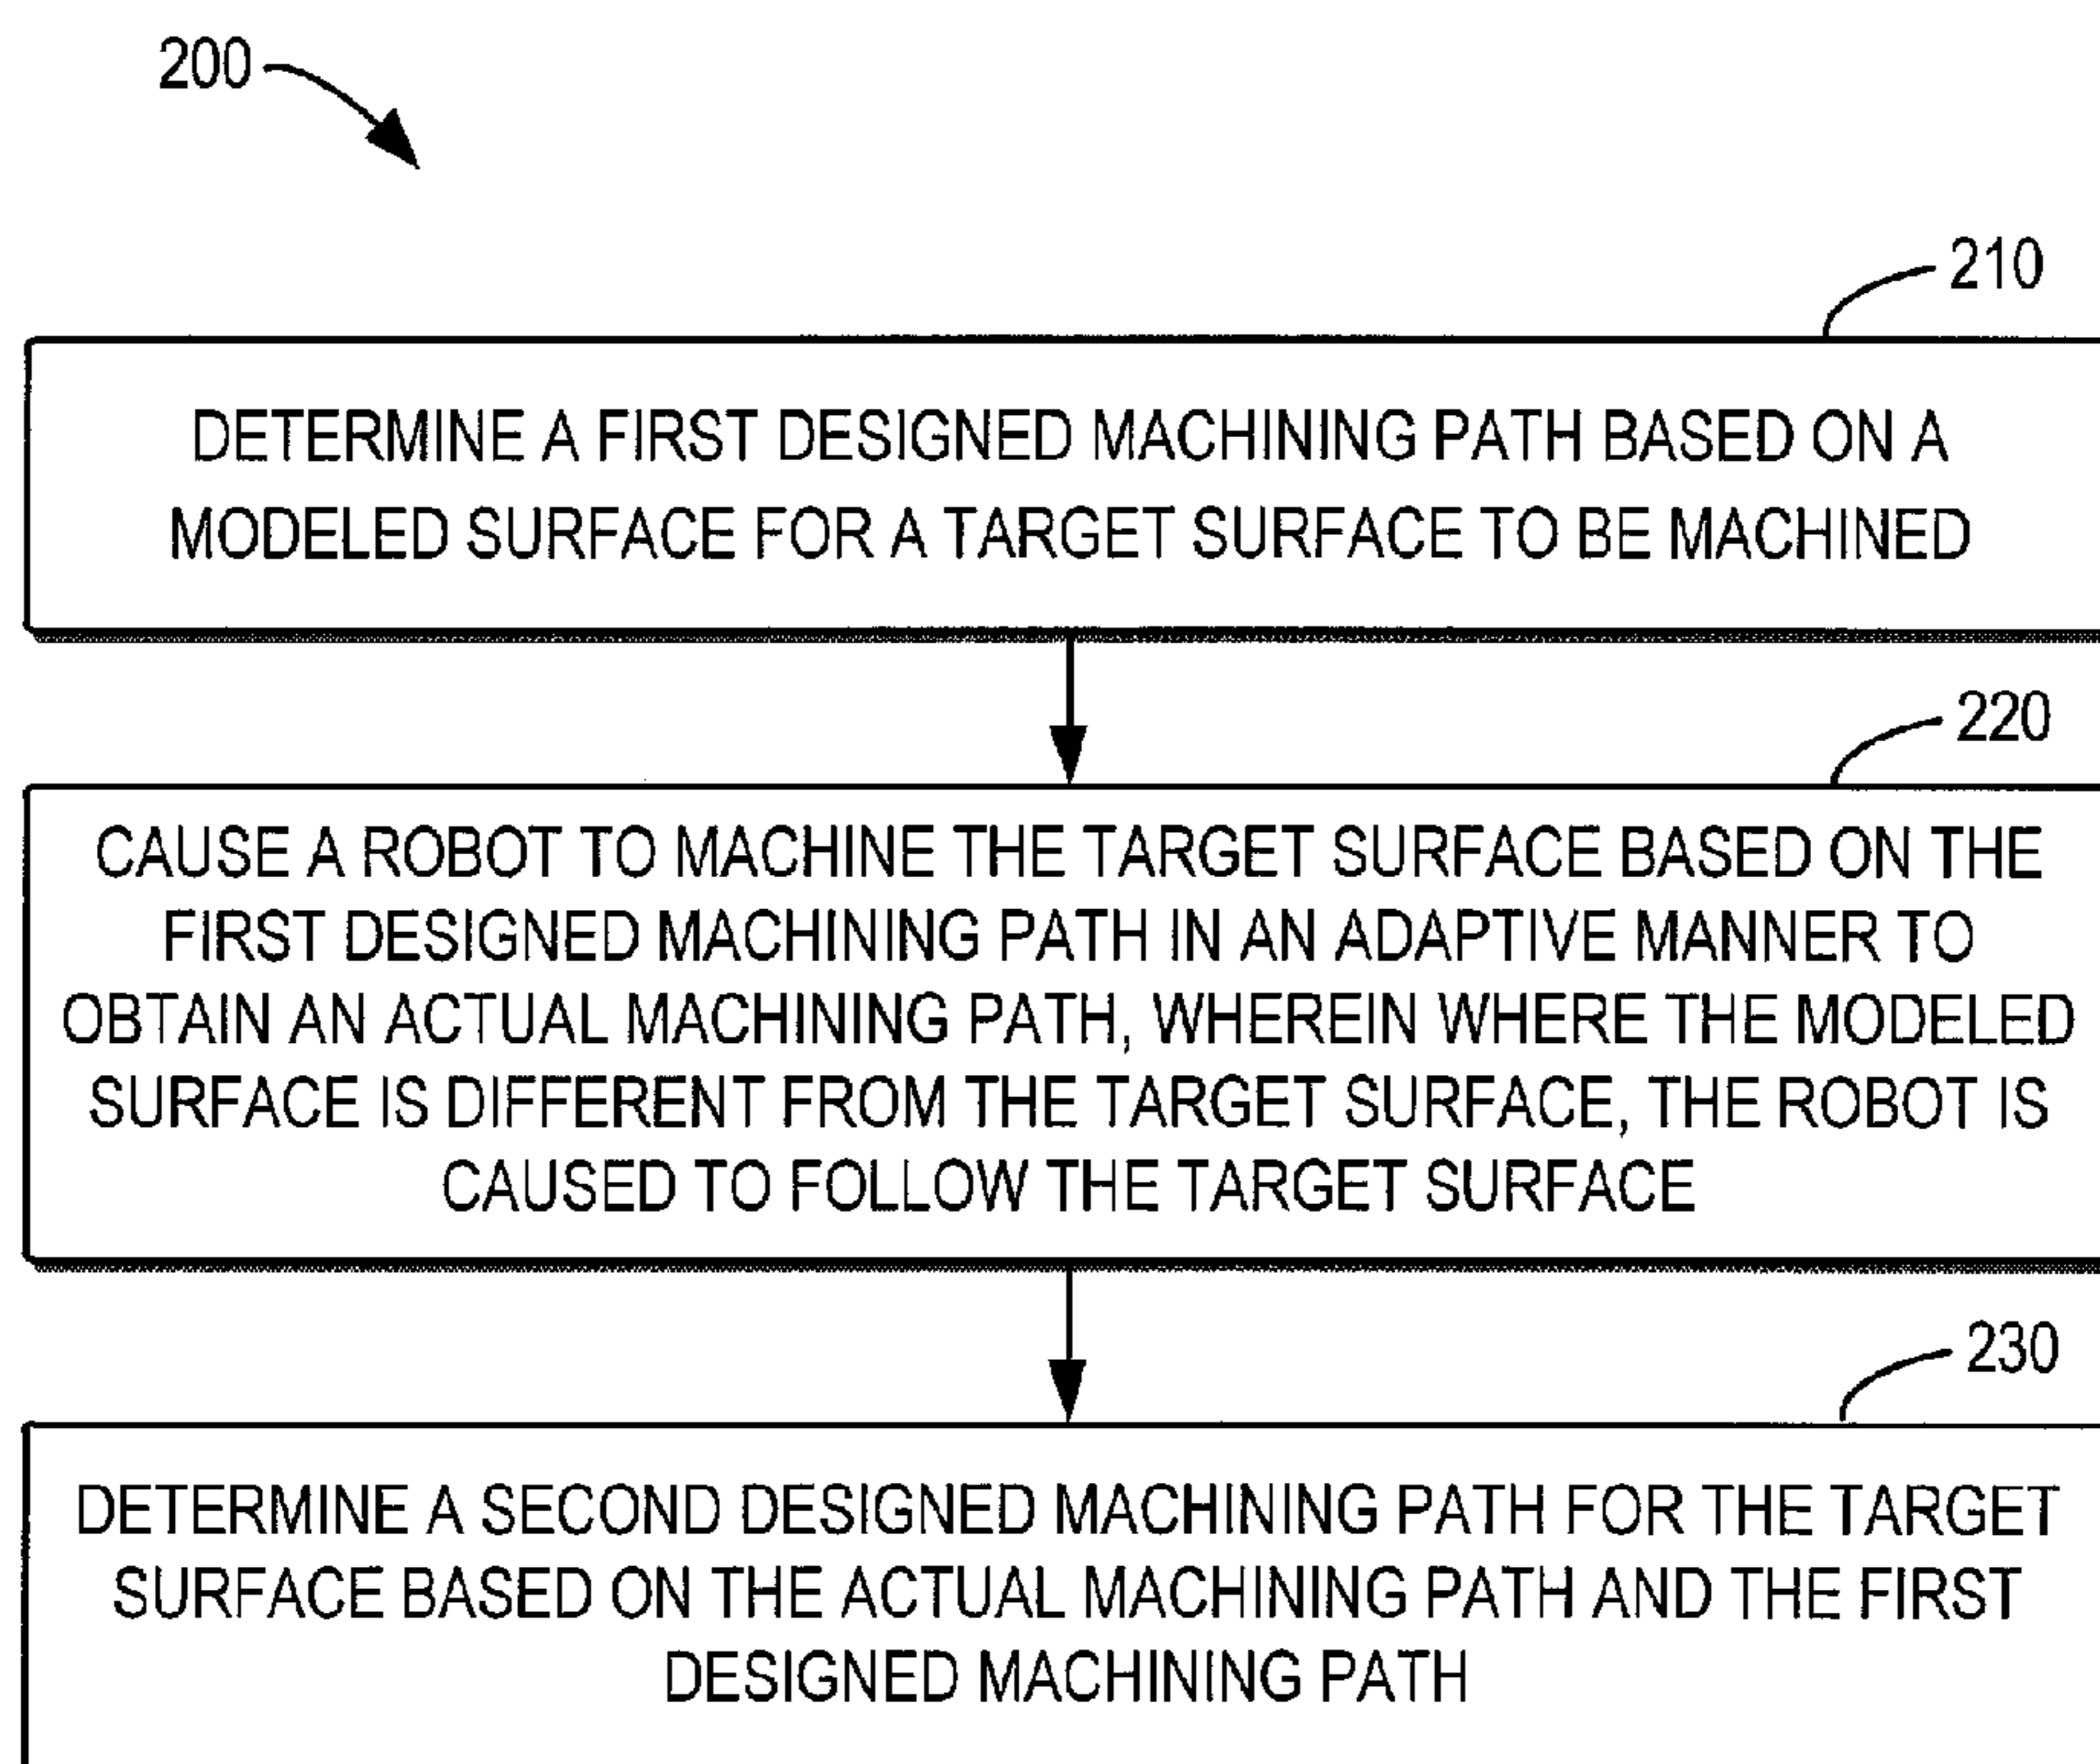 200
210
DETERMINE A FIRST DESIGNED MACHINING PATH BASED ON A
MODELED SURFACE FOR A TARGET SURFACE TO BE MACHINED
220
CAUSE A ROBOT TO MACHINE THE TARGET SURFACE BASED ON THE
FIRST DESIGNED MACHINING PATH IN AN ADAPTIVE MANNER TO
OBTAIN AN ACTUAL MACHINING PATH, WHEREIN WHERE THE MODELED
SURFACE IS DIFFERENT FROM THE TARGET SURFACE, THE ROBOT IS
CAUSED TO FOLLOW THE TARGET SURFACE
230
DETERMINE A SECOND DESIGNED MACHINING PATH FOR THE TARGET
SURFACE BASED ON THE ACTUAL MACHINING PATH AND THE FIRST
DESIGNED MACHINING PATH